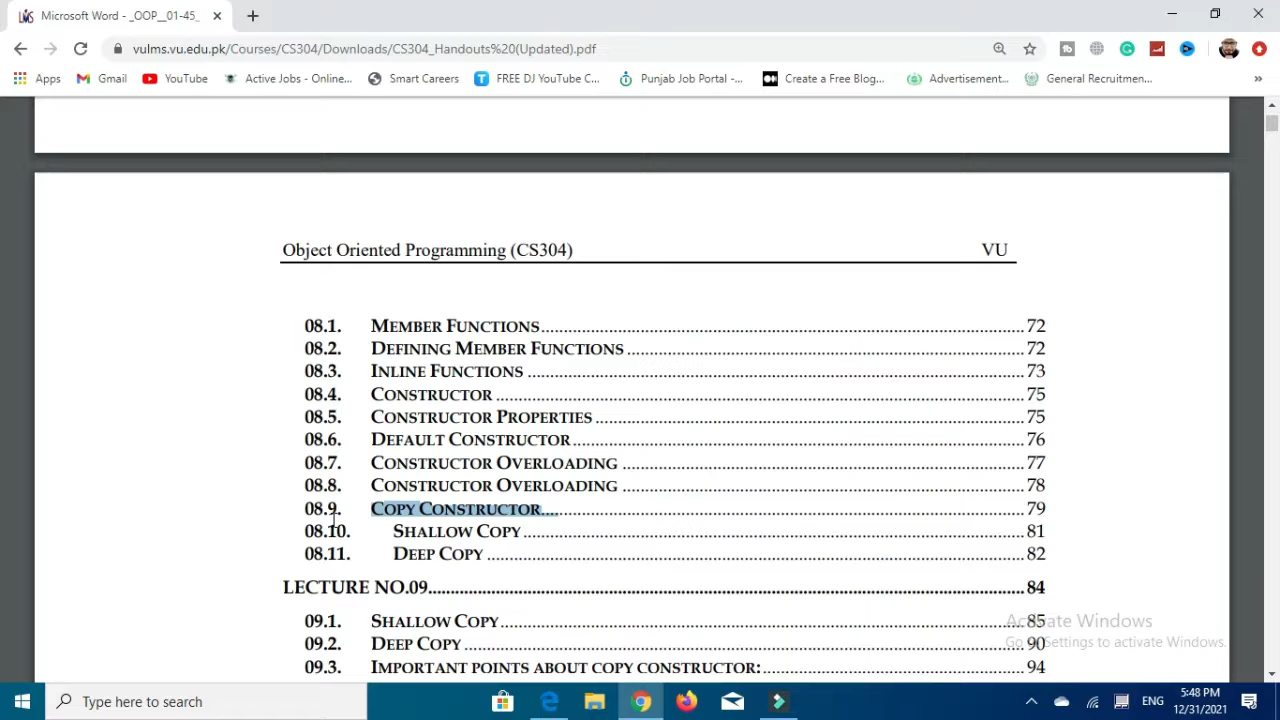 Microsoft Word - _OOP__01-45_
vulms.vu.edu.pk/Courses/CS304/Downloads/CS304_Handouts%20(Updated).pdf
Apps Gmail YouTube Active Jobs - Online... Smart Careers FREE DJ YouTube C... Punjab Job Portal -... Create a Free Blog... Advertisement... General Recruitmen... »
Object Oriented Programming (CS304) VU
08.1. MEMBER FUNCTIONS 72
08.2. DEFINING MEMBER FUNCTIONS 72
08.3. INLINE FUNCTIONS 73
08.4. CONSTRUCTOR 75
08.5. CONSTRUCTOR PROPERTIES 75
08.6. DEFAULT CONSTRUCTOR 76
08.7. CONSTRUCTOR OVERLOADING 77
08.8. CONSTRUCTOR OVERLOADING 78
08.9. COPY CONSTRUCTOR 79
08.10. SHALLOW COPY 81
08.11. DEEP COPY 82
LECTURE NO.09 84
09.1. SHALLOW COPY 85
09.2. DEEP COPY 90
09.3. IMPORTANT POINTS ABOUT COPY CONSTRUCTOR: 94
Activate Windows
Go to Settings to activate Windows.
Type here to search
ENG
5:48 PM
12/31/2021